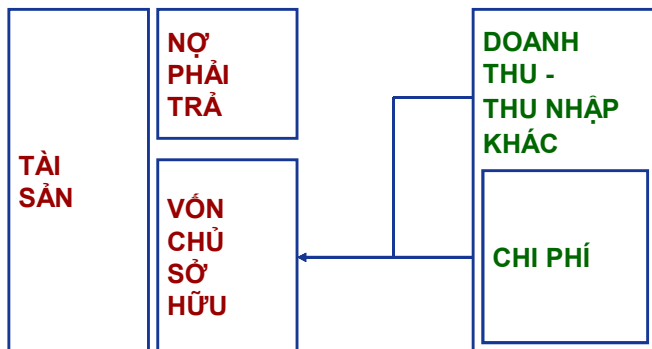 TÀI
SẢN
NỢ
PHẢI
TRẢ
VỐN
CHỦ
SỞ
HỮU
DOANH
THU -
THU NHẬP
KHÁC
CHI PHÍ